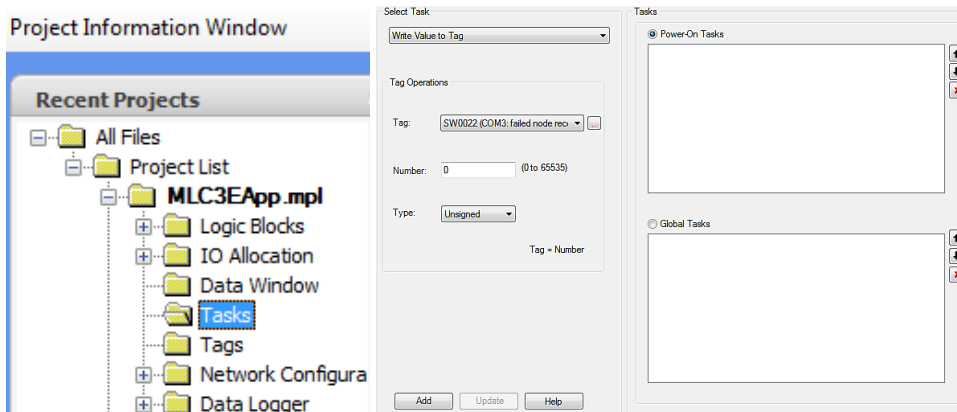 Project Information Window
Recent Projects
All Files
Project List
MLC3EApp.mpl
Logic Blocks
IO Allocation
Data Window
Tasks
Tags
Network Configura
Data Logger
Select Task
Write Value to Tag
Tag Operations
Tag: SW0022 (COM3: failed node reco ...
Number: 0 (0 to 65535)
Type: Unsigned
Tag = Number
Add Update Help
Tasks
Power-On Tasks
Global Tasks